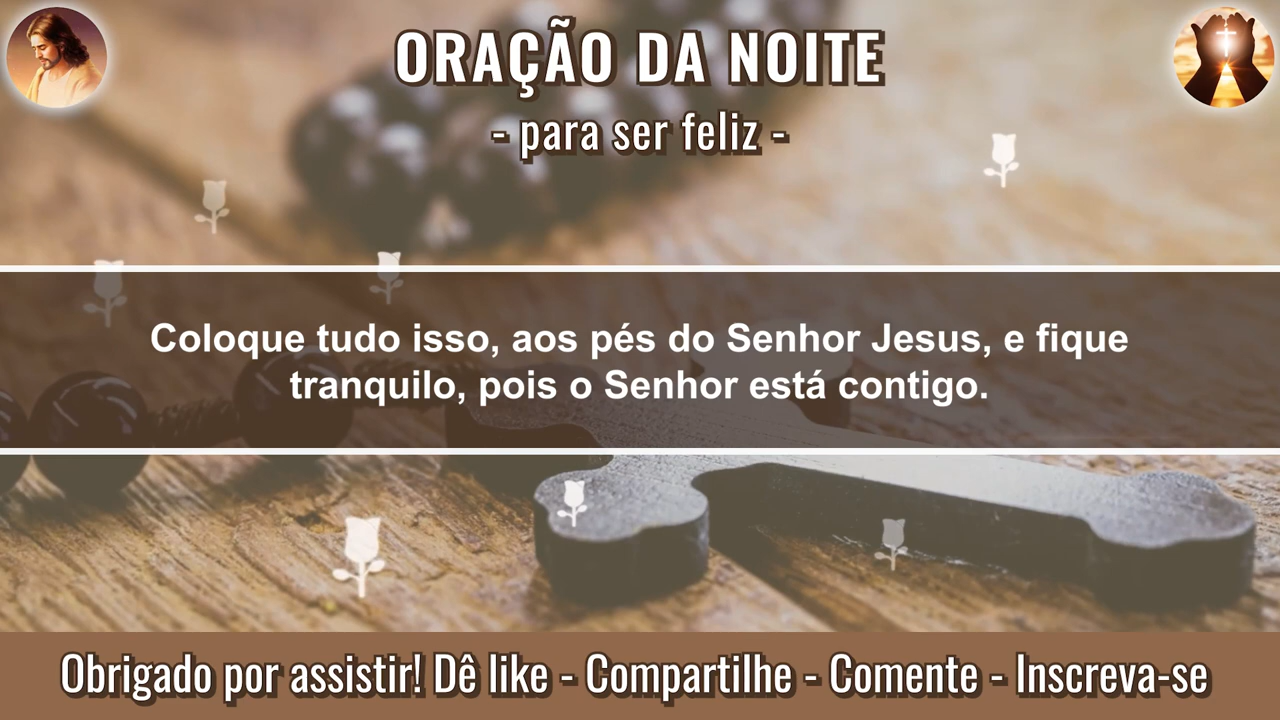 ORAÇÃO DA NOITE
- para ser feliz -
Coloque tudo isso, aos pés do Senhor Jesus, e fique
tranquilo, pois o Senhor está contigo.
Obrigado por assistir! Dê like - Compartilhe - Comente - Inscreva-se